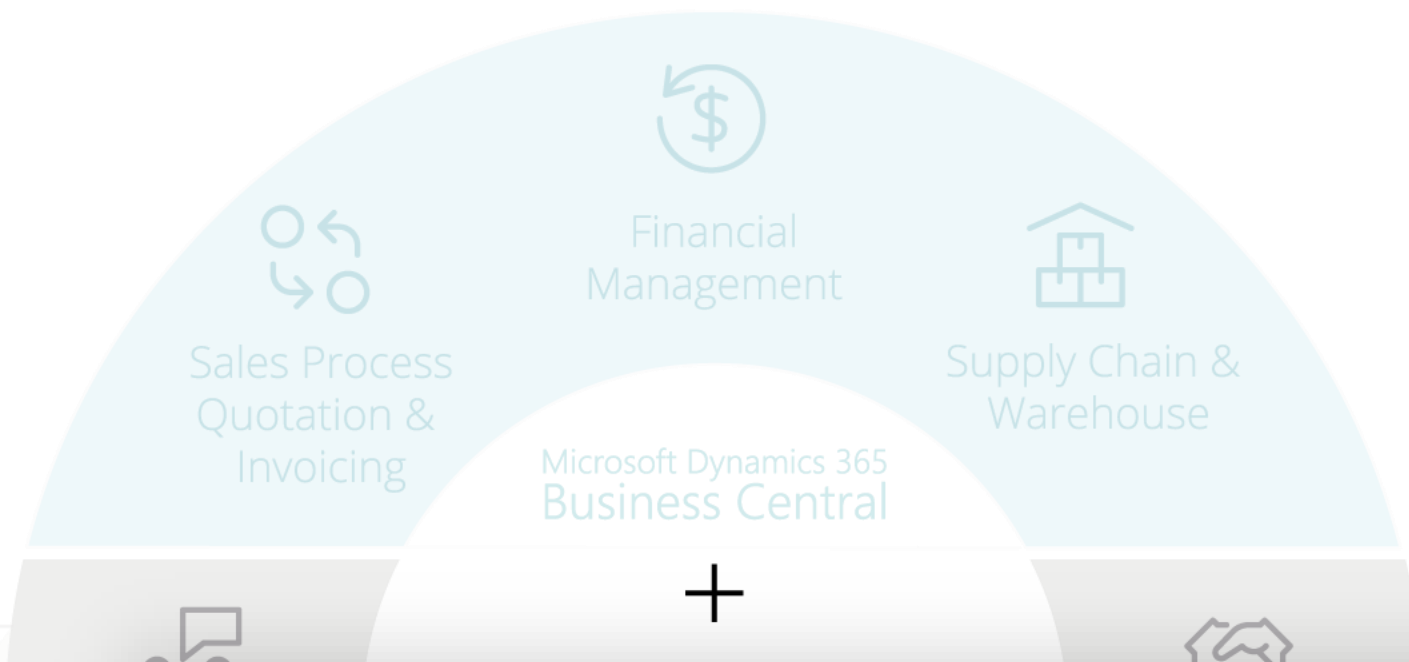 Financial
Management
Sales Process
Quotation &
Invoicing
Supply Chain &
Warehouse
Microsoft Dynamics 365
Business Central
+